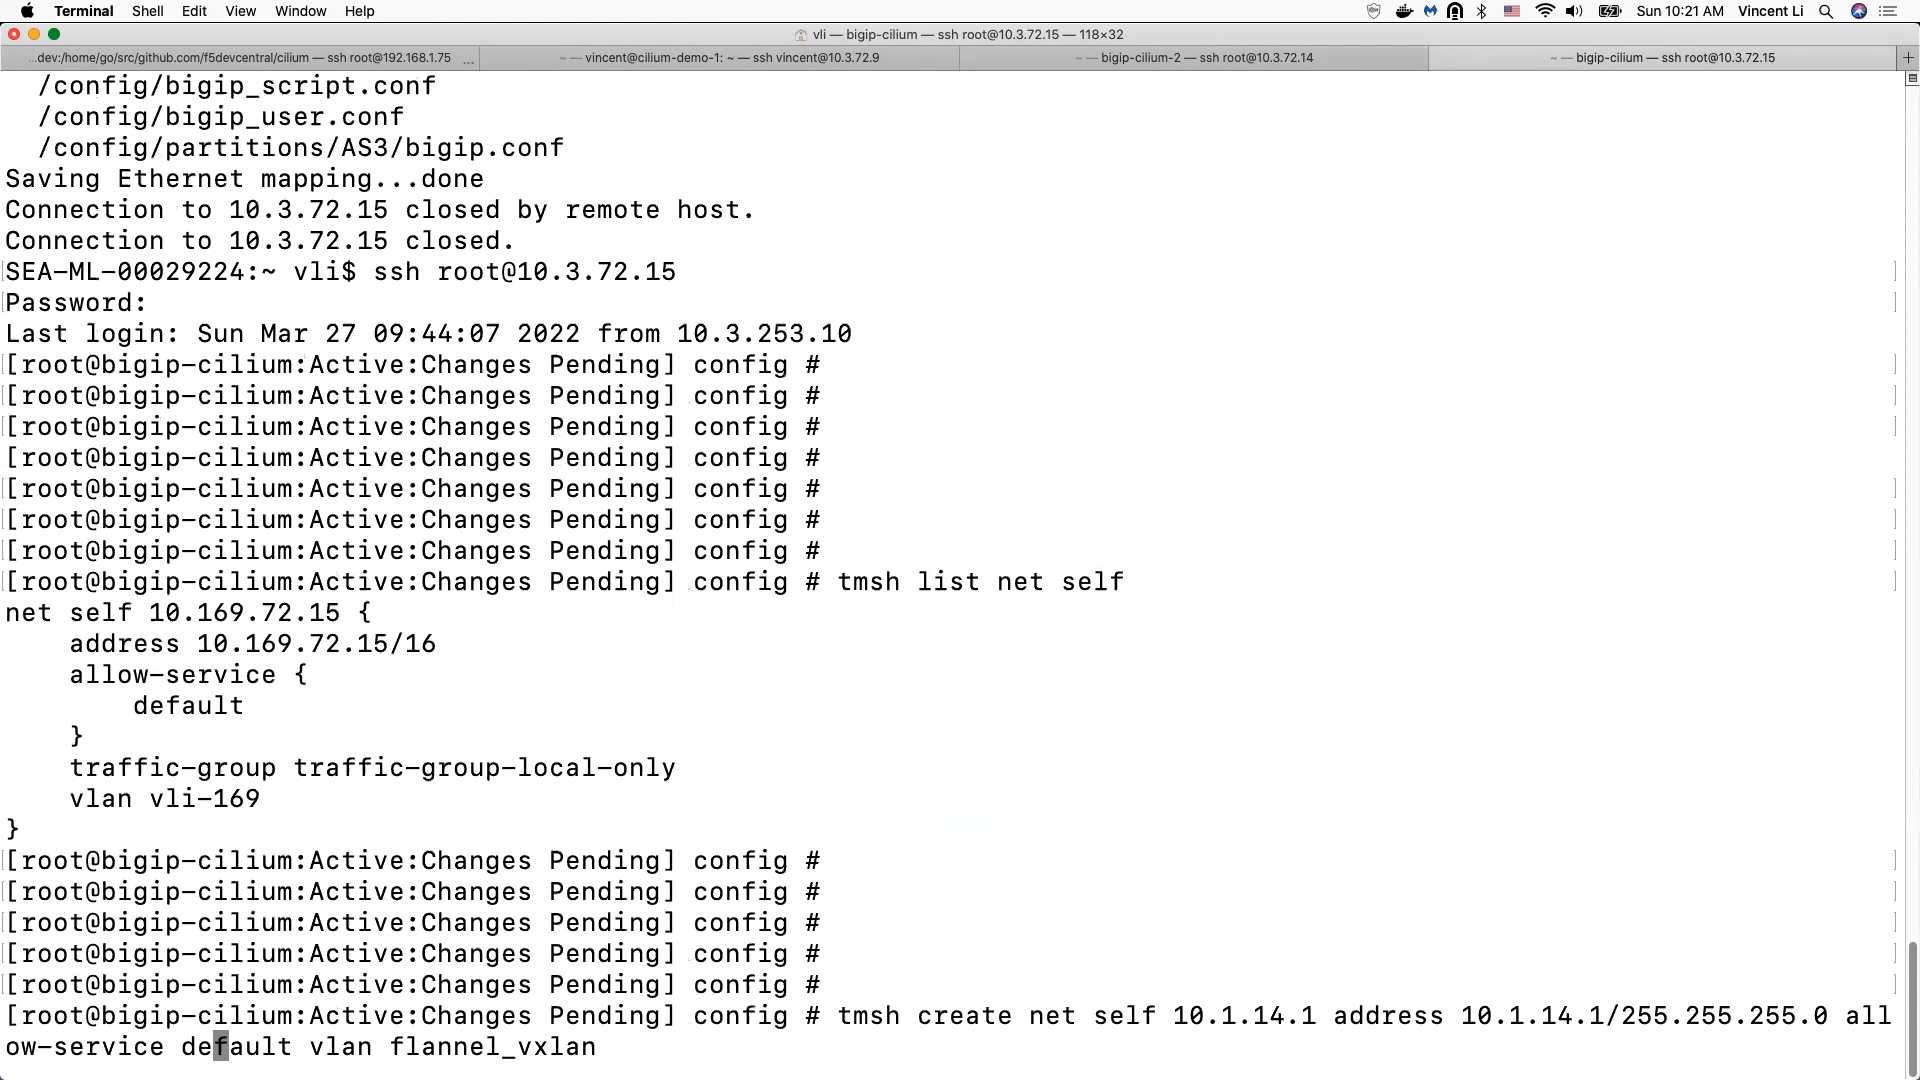 Terminal Shell Edit View Window Help Sun 10:21 AM Vincent Li
vli — bigip-cilium — ssh root@10.3.72.15 — 118×32
...dev:/home/go/src/github.com/f5devcentral/cilium — ssh root@192.168.1.75 ... ~ — vincent@cilium-demo-1: ~ — ssh vincent@10.3.72.9 ~ — bigip-cilium-2 — ssh root@10.3.72.14 ~ — bigip-cilium — ssh root@10.3.72.15 +
/config/bigip_script.conf
/config/bigip_user.conf
/config/partitions/AS3/bigip.conf
Saving Ethernet mapping...done
Connection to 10.3.72.15 closed by remote host.
Connection to 10.3.72.15 closed.
[SEA-ML-00029224:~ vli$ ssh root@10.3.72.15 ]
[Password: ]
Last login: Sun Mar 27 09:44:07 2022 from 10.3.253.10
[[root@bigip-cilium:Active:Changes Pending] config # ]
[[root@bigip-cilium:Active:Changes Pending] config # ]
[[root@bigip-cilium:Active:Changes Pending] config # ]
[[root@bigip-cilium:Active:Changes Pending] config #
[[root@bigip-cilium:Active:Changes Pending] config # ]
[[root@bigip-cilium:Active:Changes Pending] config # ]
[[root@bigip-cilium:Active:Changes Pending] config # ]
[[root@bigip-cilium:Active:Changes Pending] config # tmsh list net self ]
net self 10.169.72.15 {
address 10.169.72.15/16
allow-service {
default
}
traffic-group traffic-group-local-only
vlan vli-169
}
[[root@bigip-cilium:Active:Changes Pending] config # ]
[[root@bigip-cilium:Active:Changes Pending] config # ]
[[root@bigip-cilium:Active:Changes Pending] config # ]
[[root@bigip-cilium:Active:Changes Pending] config # ]
[[root@bigip-cilium:Active:Changes Pending] config # ]
[root@bigip-cilium:Active:Changes Pending] config # tmsh create net self 10.1.14.1 address 10.1.14.1/255.255.255.0 all
ow-service default vlan flannel_vxlan